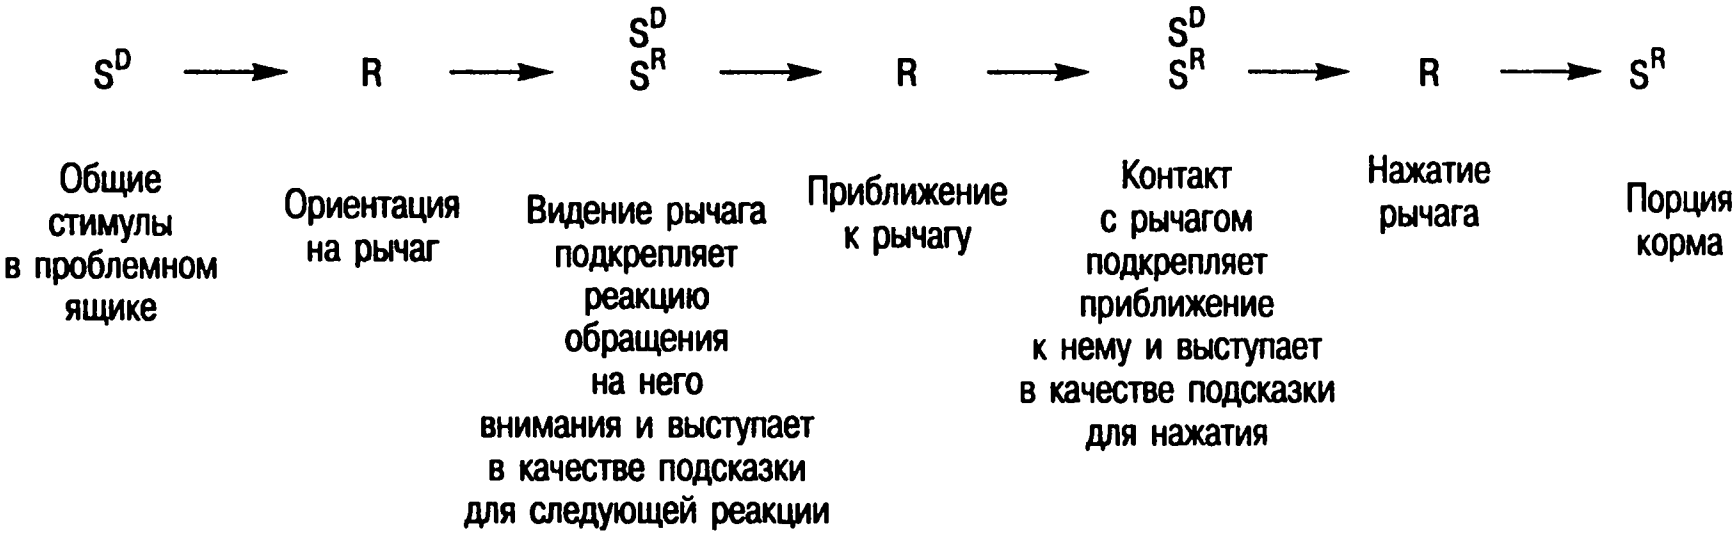 S^D → R → S^D S^R → R → S^D S^R → R → S^R
Общие
стимулы
в проблемном
ящике
Ориентация
на рычаг
Видение рычага
подкрепляет
реакцию
обращения
на него
внимания и выступает
в качестве подсказки
для следующей реакции
Приближение
к рычагу
Контакт
с рычагом
подкрепляет
приближение
к нему и выступает
в качестве подсказки
для нажатия
Нажатие
рычага
Порция
корма